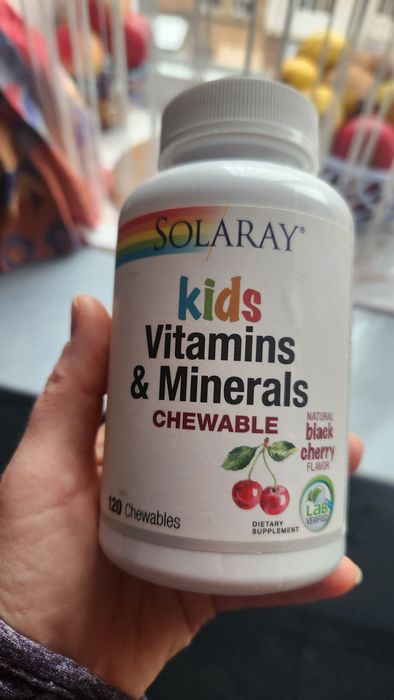 SOLARAY®
kids
Vitamins
& Minerals
CHEWABLE
NATURAL
black
cherry
FLAVOR
LAB
VERIFIED
DIETARY
SUPPLEMENT
120 Chewables